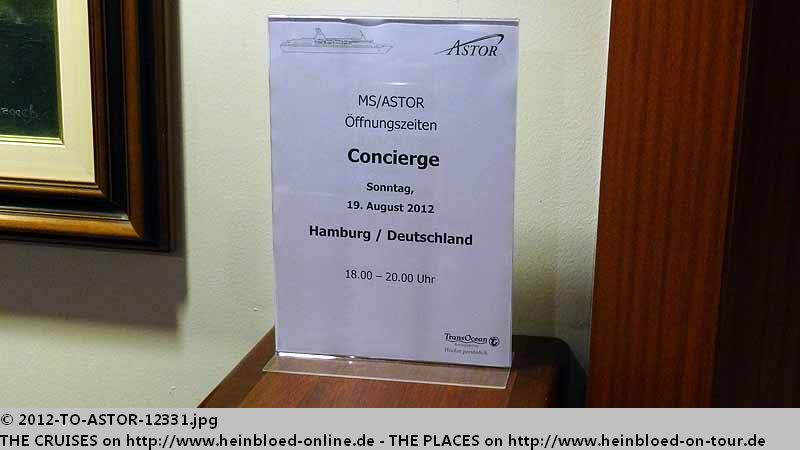 ASTOR
MS/ASTOR
Öffnungszeiten
Concierge
Sonntag,
19. August 2012
Hamburg / Deutschland
18.00 – 20.00 Uhr
TransOcean
© 2012-TO-ASTOR-12331.jpg
THE CRUISES on http://www.heinbloed-online.de - THE PLACES on http://www.heinbloed-on-tour.de